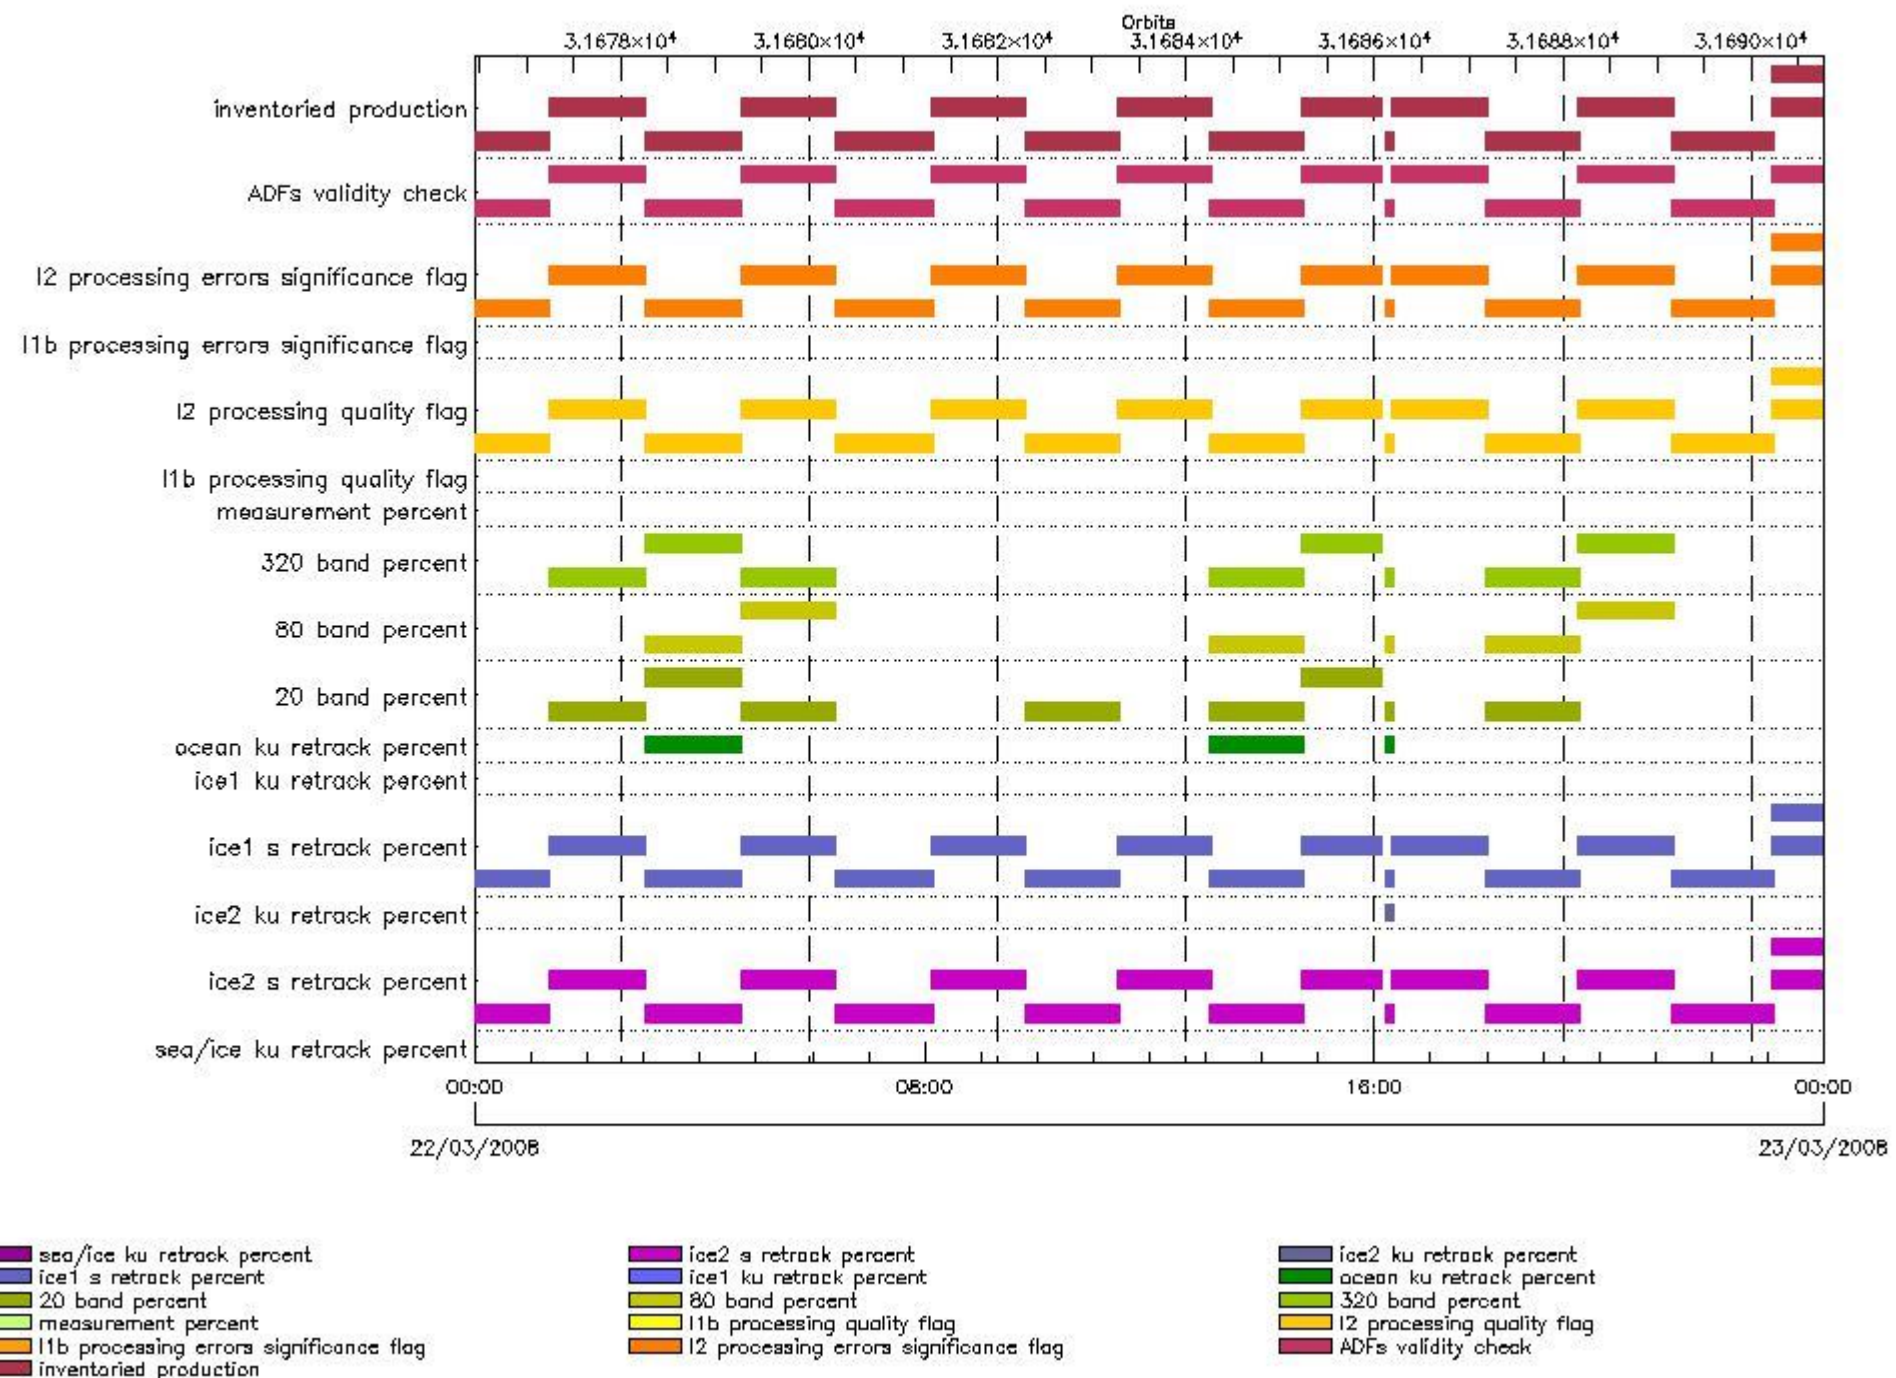 Orbits
3.1678×10⁴ 3.1680×10⁴ 3.1682×10⁴ 3.1684×10⁴ 3.1686×10⁴ 3.1688×10⁴ 3.1690×10⁴
inventoried production
ADFs validity check
l2 processing errors significance flag
l1b processing errors significance flag
l2 processing quality flag
l1b processing quality flag
measurement percent
320 band percent
80 band percent
20 band percent
ocean ku retrack percent
ice1 ku retrack percent
ice1 s retrack percent
ice2 ku retrack percent
ice2 s retrack percent
sea/ice ku retrack percent
00:00 08:00 16:00 00:00
22/03/2008 23/03/2008
sea/ice ku retrack percent ice2 s retrack percent ice2 ku retrack percent
ice1 s retrack percent ice1 ku retrack percent ocean ku retrack percent
20 band percent 80 band percent 320 band percent
measurement percent l1b processing quality flag l2 processing quality flag
l1b processing errors significance flag l2 processing errors significance flag ADFs validity check
inventoried production